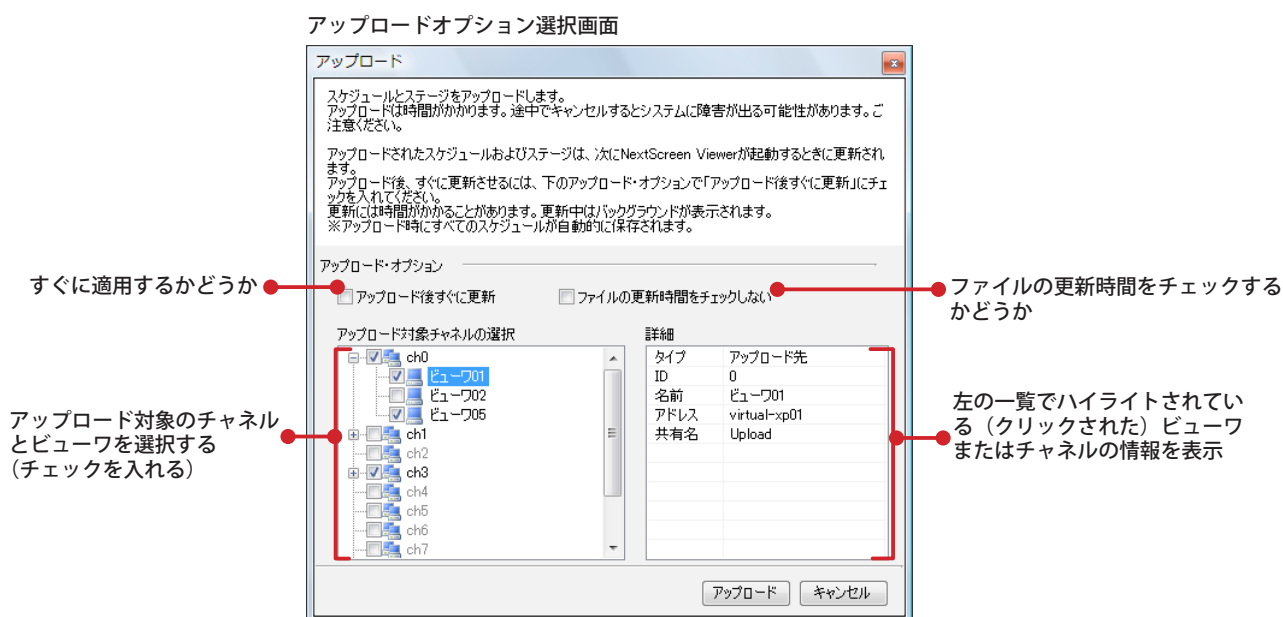 アップロードオプション選択画面
アップロード
スケジュールとステージをアップロードします。
アップロードは時間がかかります。途中でキャンセルするとシステムに障害が出る可能性があります。ご
注意ください。
アップロードされたスケジュールおよびステージは、次にNextScreen Viewerが起動するときに更新され
ます。
アップロード後、すぐに更新させるには、下のアップロード・オプションで「アップロード後すぐに更新」にチェ
ックを入れてください。
更新には時間がかかることがあります。更新中はバックグラウンドが表示されます。
※アップロード時にすべてのスケジュールが自動的に保存されます。
アップロード・オプション
すぐに適用するかどうか
アップロード後すぐに更新
ファイルの更新時間をチェックしない
ファイルの更新時間をチェックする
かどうか
アップロード対象チャネルの選択
ch0
ビューワ01
ビューワ02
ビューワ05
ch1
ch2
ch3
ch4
ch5
ch6
ch7
詳細
タイプ アップロード先
ID 0
名前 ビューワ01
アドレス virtual-xp01
共有名 Upload
アップロード対象のチャネル
とビューワを選択する
（チェックを入れる）
左の一覧でハイライトされてい
る（クリックされた）ビューワ
またはチャネルの情報を表示
アップロード
キャンセル